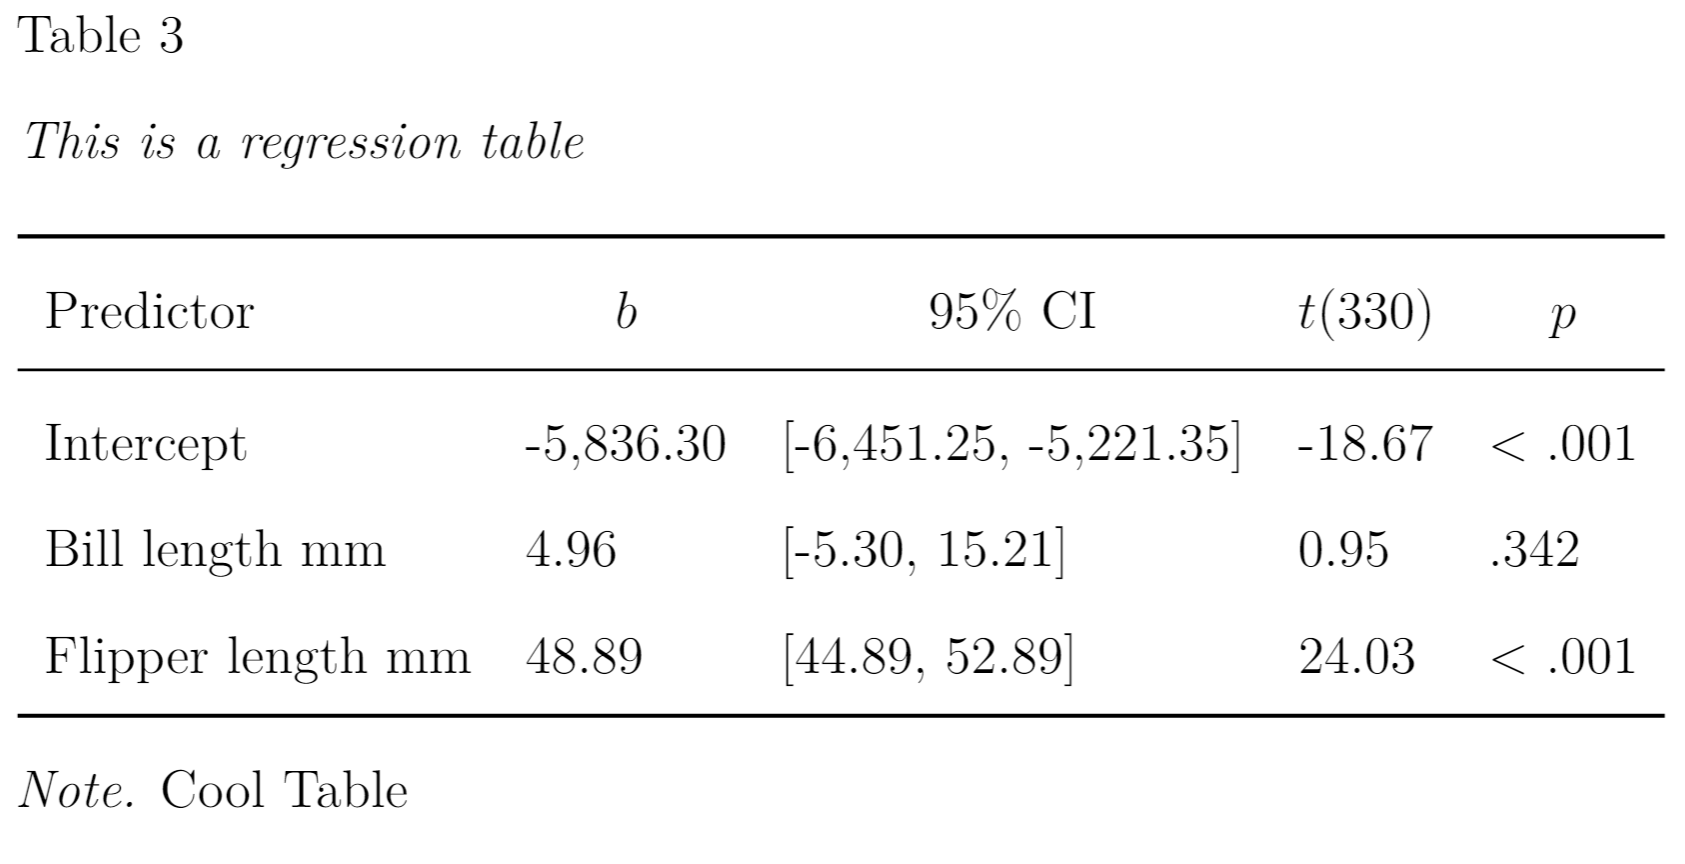 Table 3
This is a regression table
Predictor b 95% CI t(330) p
Intercept -5,836.30 [-6,451.25, -5,221.35] -18.67 < .001
Bill length mm 4.96 [-5.30, 15.21] 0.95 .342
Flipper length mm 48.89 [44.89, 52.89] 24.03 < .001
Note. Cool Table